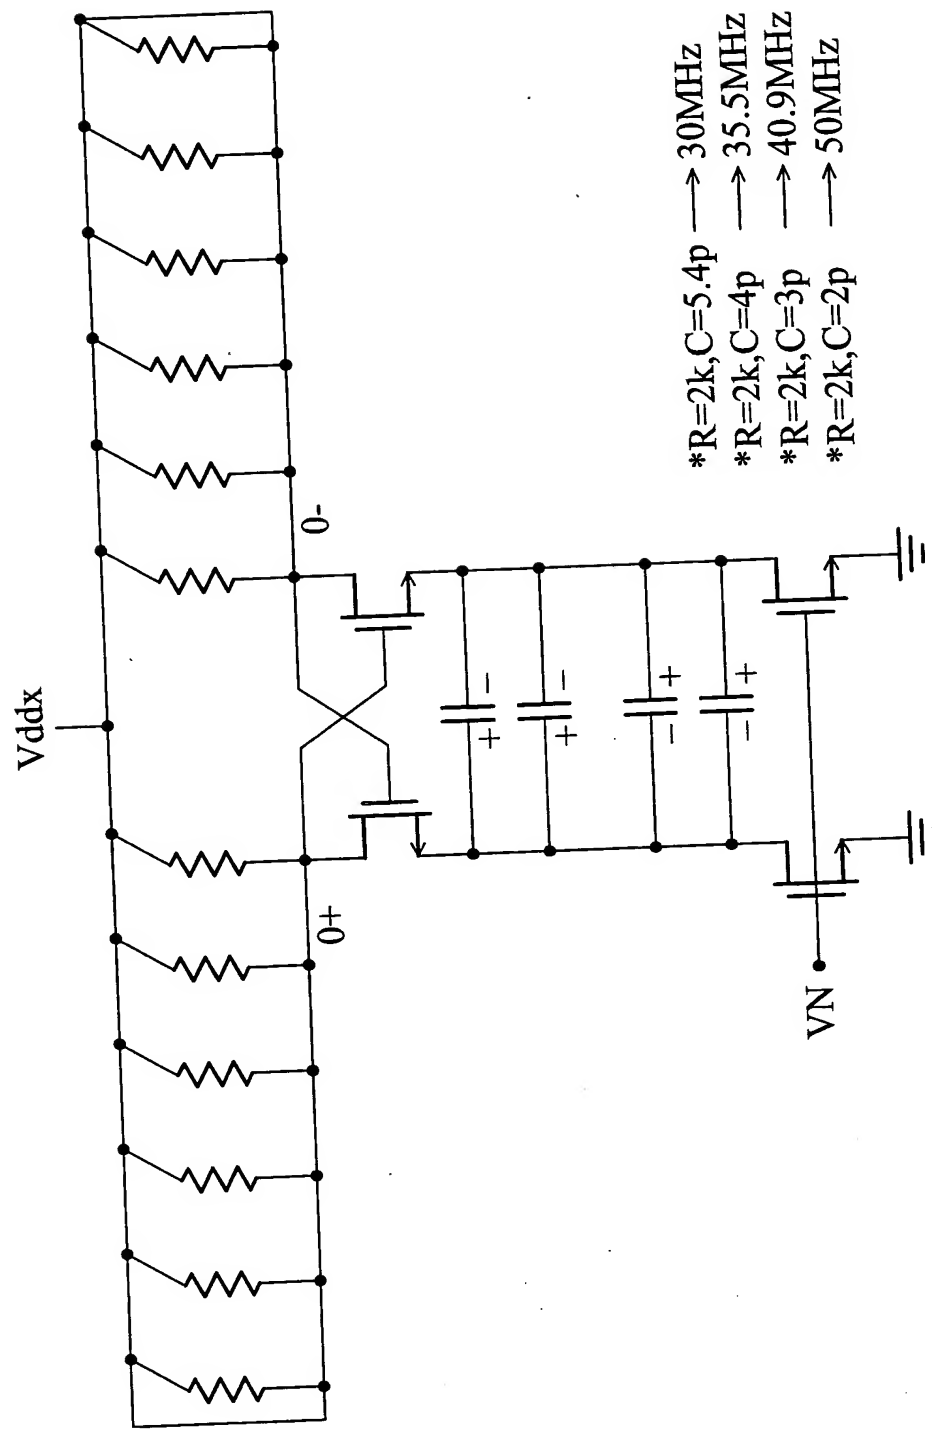 Vddx
0+
0-
VN
+ -
+ -
- +
- +
*R=2k,C=5.4p → 30MHz
*R=2k,C=4p → 35.5MHz
*R=2k,C=3p → 40.9MHz
*R=2k,C=2p → 50MHz